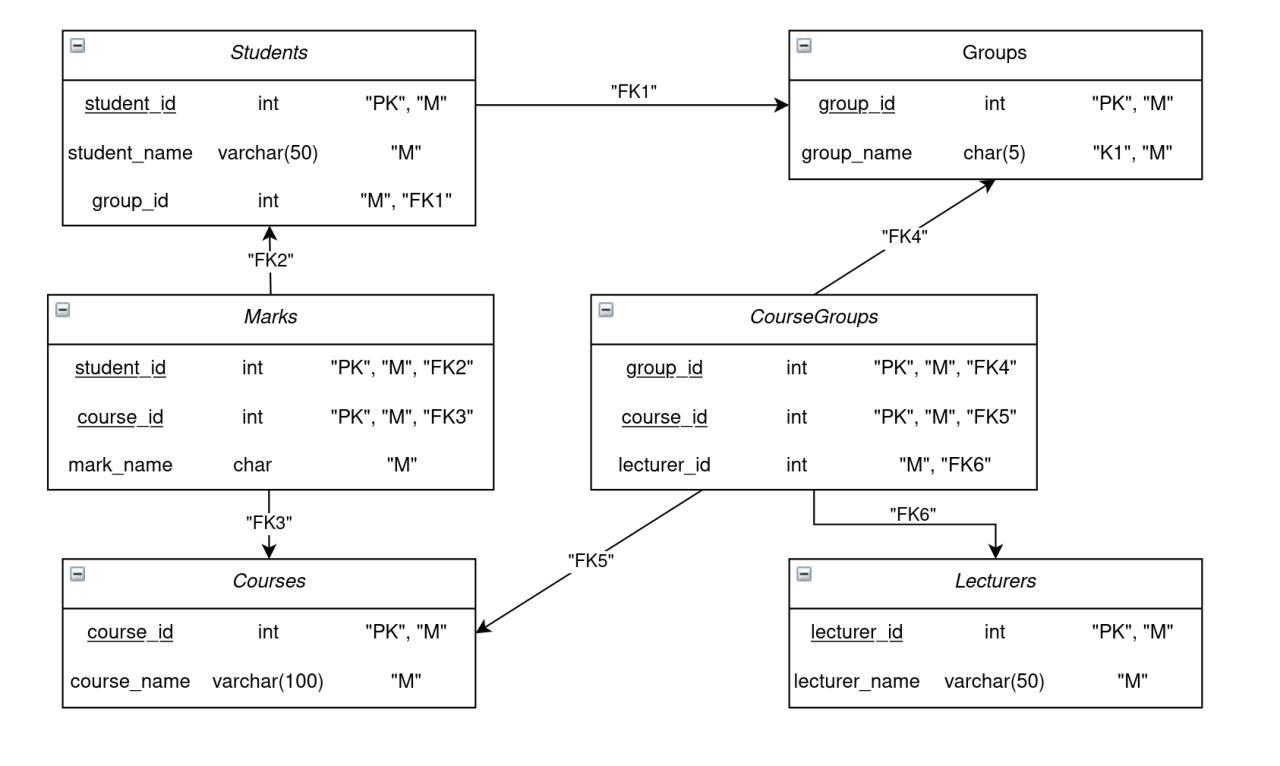 Students
student_id int "PK", "M"
student_name varchar(50) "M"
group_id int "M", "FK1"
"FK1"
Groups
group_id int "PK", "M"
group_name char(5) "K1", "M"
"FK2"
"FK4"
Marks
student_id int "PK", "M", "FK2"
course_id int "PK", "M", "FK3"
mark_name char "M"
CourseGroups
group_id int "PK", "M", "FK4"
course_id int "PK", "M", "FK5"
lecturer_id int "M", "FK6"
"FK3"
"FK5"
"FK6"
Courses
course_id int "PK", "M"
course_name varchar(100) "M"
Lecturers
lecturer_id int "PK", "M"
lecturer_name varchar(50) "M"